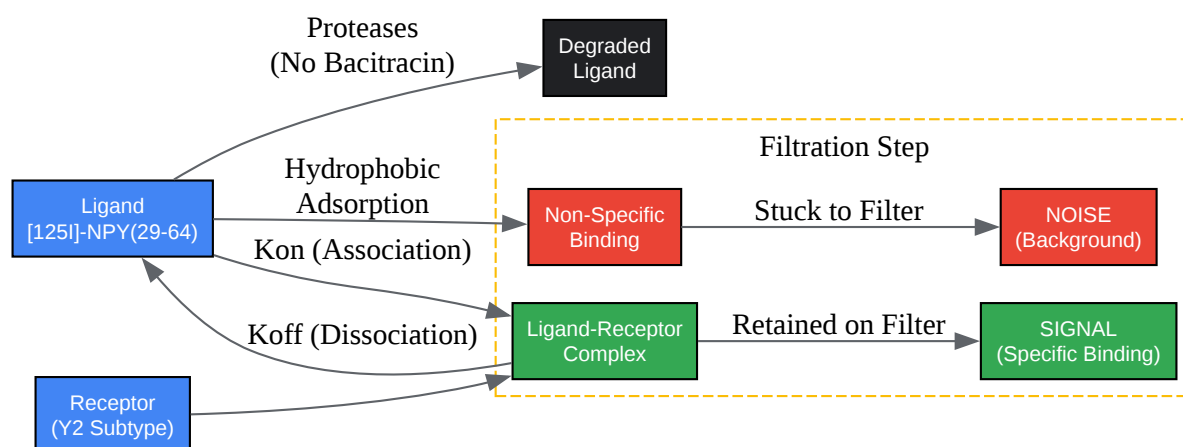 Proteases
(No Bacitracin)
Degraded
Ligand
Filtration Step
Hydrophobic
Adsorption
Ligand
[125I]-NPY(29-64)
Non-Specific
Binding
Stuck to Filter
NOISE
(Background)
Kon (Association)
Koff (Dissociation)
Ligand-Receptor
Complex
Retained on Filter
SIGNAL
(Specific Binding)
Receptor
(Y2 Subtype)